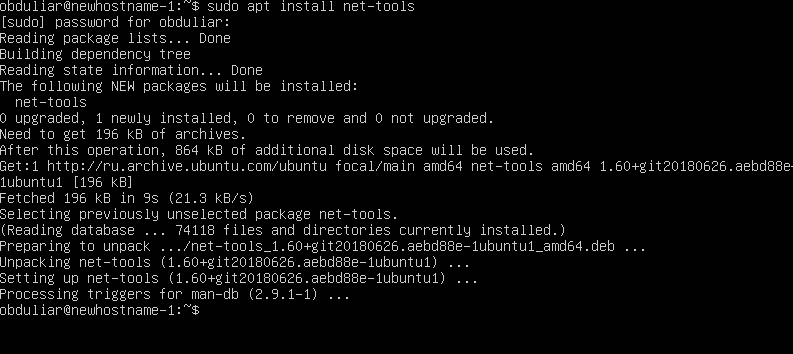 obduliar@newhostname-1:~$ sudo apt install net-tools
[sudo] password for obduliar:
Reading package lists... Done
Building dependency tree
Reading state information... Done
The following NEW packages will be installed:
  net-tools
0 upgraded, 1 newly installed, 0 to remove and 0 not upgraded.
Need to get 196 kB of archives.
After this operation, 864 kB of additional disk space will be used.
Get:1 http://ru.archive.ubuntu.com/ubuntu focal/main amd64 net-tools amd64 1.60+git20180626.aebd88e-
1ubuntu1 [196 kB]
Fetched 196 kB in 9s (21.3 kB/s)
Selecting previously unselected package net-tools.
(Reading database ... 74118 files and directories currently installed.)
Preparing to unpack .../net-tools_1.60+git20180626.aebd88e-1ubuntu1_amd64.deb ...
Unpacking net-tools (1.60+git20180626.aebd88e-1ubuntu1) ...
Setting up net-tools (1.60+git20180626.aebd88e-1ubuntu1) ...
Processing triggers for man-db (2.9.1-1) ...
obduliar@newhostname-1:~$